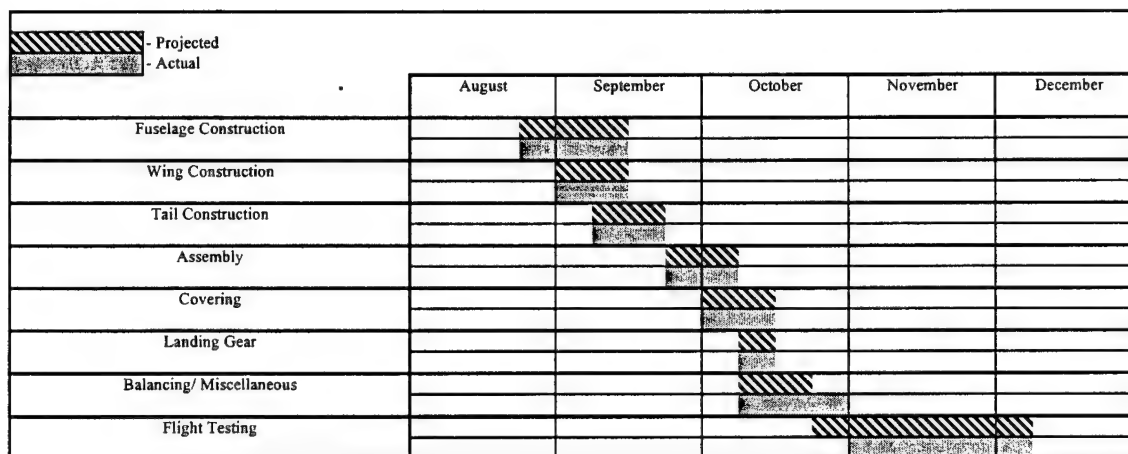 - Projected
- Actual
August September October November December
Fuselage Construction
Wing Construction
Tail Construction
Assembly
Covering
Landing Gear
Balancing/ Miscellaneous
Flight Testing